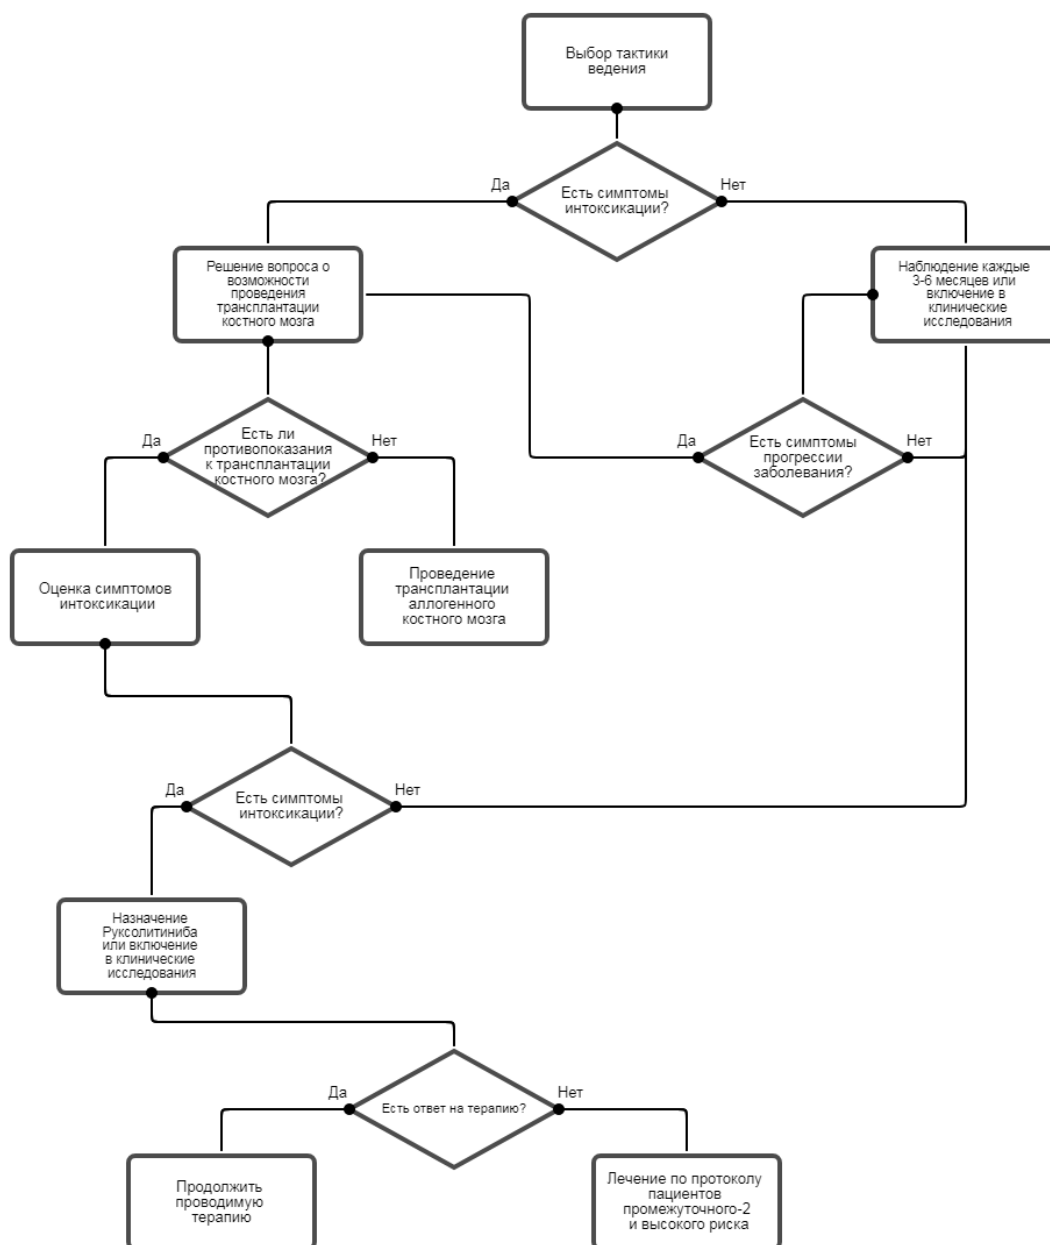 Выбор тактики
ведения
Да
Нет
Есть симптомы
интоксикации?
Решение вопроса о
возможности
проведения
трансплантации
костного мозга
Наблюдение каждые
3-6 месяцев или
включение в
клинические
исследования
Да
Нет
Есть ли
противопоказания
к трансплантации
костного мозга?
Да
Нет
Есть симптомы
прогрессии
заболевания?
Оценка симптомов
интоксикации
Проведение
трансплантации
аллогенного
костного мозга
Да
Нет
Есть симптомы
интоксикации?
Назначение
Руксолитиниба
или включение
в клинические
исследования
Да
Нет
Есть ответ на терапию?
Продолжить
проводимую
терапию
Лечение по протоколу
пациентов
промежуточного-2
и высокого риска